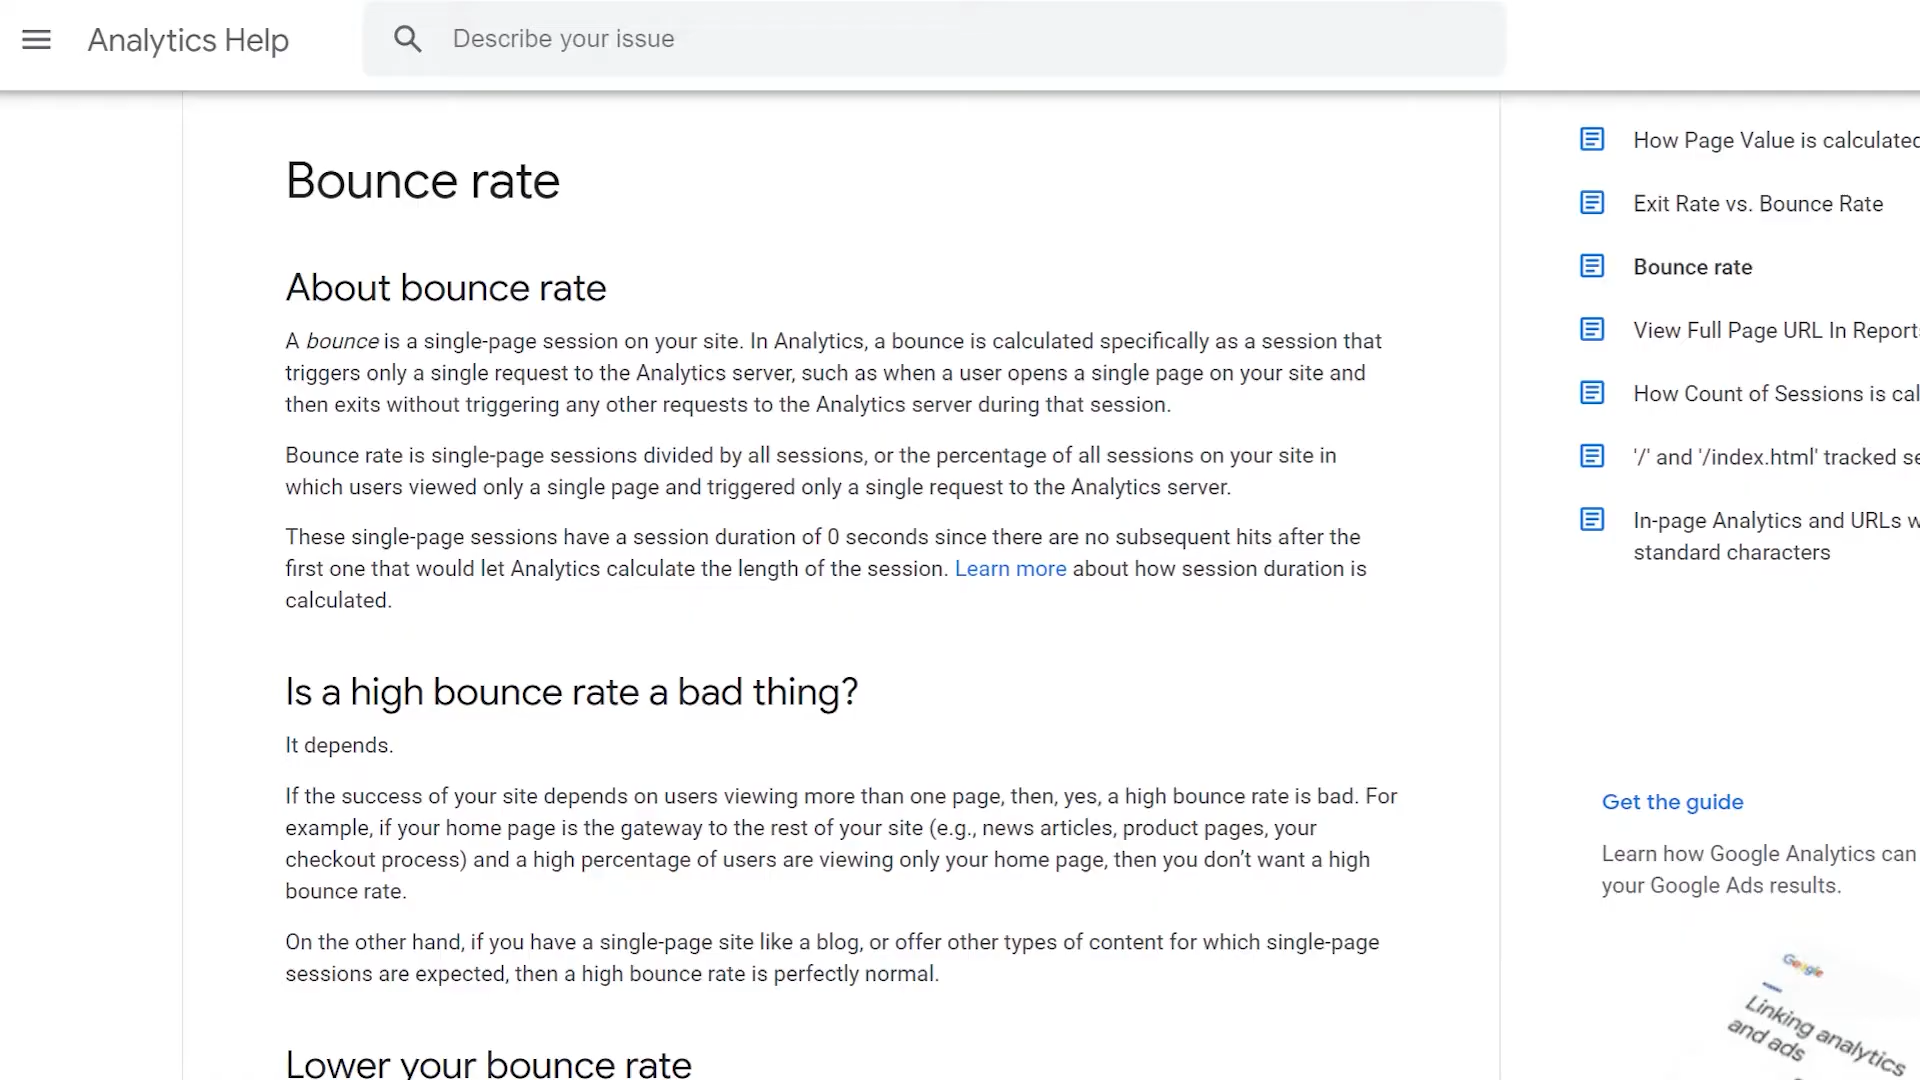 Analytics Help
Describe your issue
Bounce rate
About bounce rate
A bounce is a single-page session on your site. In Analytics, a bounce is calculated specifically as a session that
triggers only a single request to the Analytics server, such as when a user opens a single page on your site and
then exits without triggering any other requests to the Analytics server during that session.
Bounce rate is single-page sessions divided by all sessions, or the percentage of all sessions on your site in
which users viewed only a single page and triggered only a single request to the Analytics server.
These single-page sessions have a session duration of 0 seconds since there are no subsequent hits after the
first one that would let Analytics calculate the length of the session. Learn more about how session duration is
calculated.
Is a high bounce rate a bad thing?
It depends.
If the success of your site depends on users viewing more than one page, then, yes, a high bounce rate is bad. For
example, if your home page is the gateway to the rest of your site (e.g., news articles, product pages, your
checkout process) and a high percentage of users are viewing only your home page, then you don’t want a high
bounce rate.
On the other hand, if you have a single-page site like a blog, or offer other types of content for which single-page
sessions are expected, then a high bounce rate is perfectly normal.
Lower your bounce rate
How Page Value is calculated
Exit Rate vs. Bounce Rate
Bounce rate
View Full Page URL In Reports
How Count of Sessions is cal
'/' and '/index.html' tracked se
In-page Analytics and URLs w
standard characters
Get the guide
Learn how Google Analytics can
your Google Ads results.
Google
Linking analytics
and ads